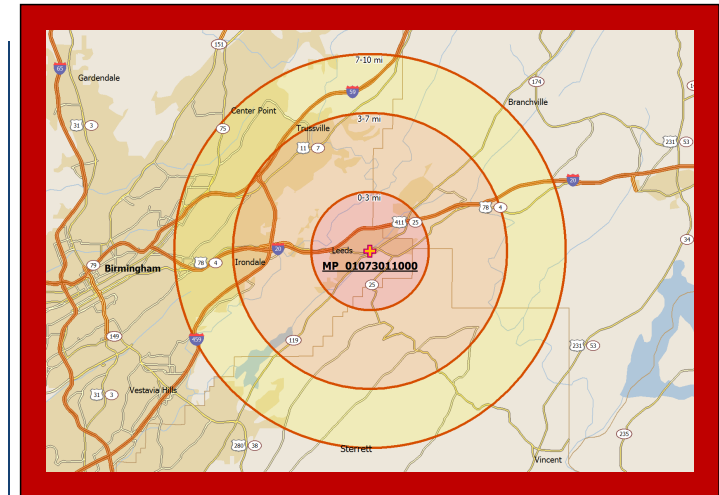 7-10 mi
151
65
Gardendale
59
174
Branchville
Center Point
31 3
75
3-7 mi
Trussville
11 7
231 53
20
0-3 mi
78 4
411 25
34
20
Leeds
78 4
Irondale
79
Birmingham
MP_01073011000
25
149
459
119
231 53
Vestavia Hills
31 3
235
280 38
Sterrett
Vincent